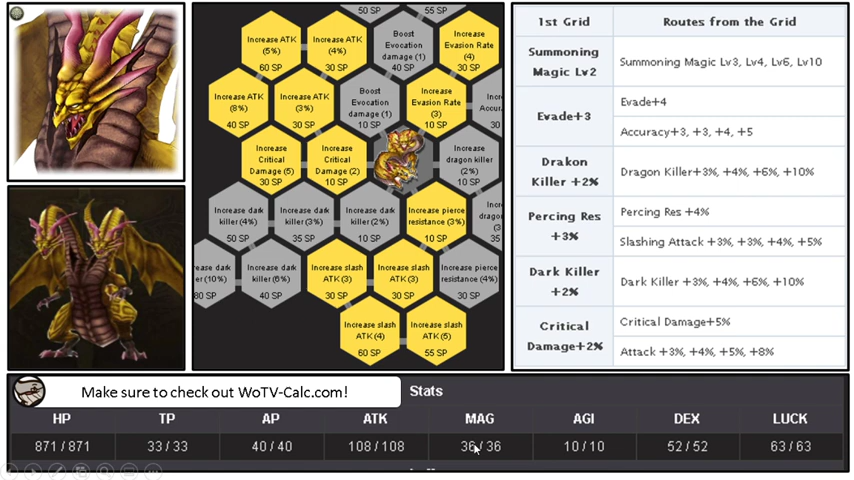 50 SP
55 SP
Increase ATK
(5%)
60 SP
Increase ATK
(4%)
30 SP
Boost
Evocation
damage (1)
40 SP
Increase
Evasion Rate
(4)
30 SP
Increase ATK
(8%)
40 SP
Increase ATK
(3%)
30 SP
Boost
Evocation
damage (1)
10 SP
Increase
Evasion Rate
(3)
10 SP
30
Increase
Critical
Damage (5)
30 SP
Increase
Critical
Damage (2)
10 SP
Increase
dragon killer
(2%)
10 SP
Increase dark
killer (4%)
50 SP
Increase dark
killer (3%)
35 SP
Increase dark
killer (2%)
10 SP
Increase pierce
resistance (3%)
10 SP
35
er (10%)
80 SP
Increase dark
killer (6%)
40 SP
Increase slash
ATK (3)
30 SP
Increase slash
ATK (3)
30 SP
Increase pierce
resistance (4%)
30 SP
Increase slash
ATK (4)
60 SP
Increase slash
ATK (5)
55 SP
1st Grid Routes from the Grid
Summoning
Magic Lv2
Summoning Magic Lv3, Lv4, Lv6, Lv10
Evade+3
Evade+4
Accuracy+3, +3, +4, +5
Drakon
Killer +2%
Dragon Killer+3%, +4%, +6%, +10%
Percing Res
+3%
Percing Res +4%
Slashing Attack +3%, +3%, +4%, +5%
Dark Killer
+2%
Dark Killer +3%, +4%, +6%, +10%
Critical
Damage+2%
Critical Damage+5%
Attack +3%, +4%, +5%, +8%
Make sure to check out WoTV-Calc.com!
Stats
HP TP AP ATK MAG AGI DEX LUCK
871 / 871 33 / 33 40 / 40 108 / 108 36 / 36 10 / 10 52 / 52 63 / 63